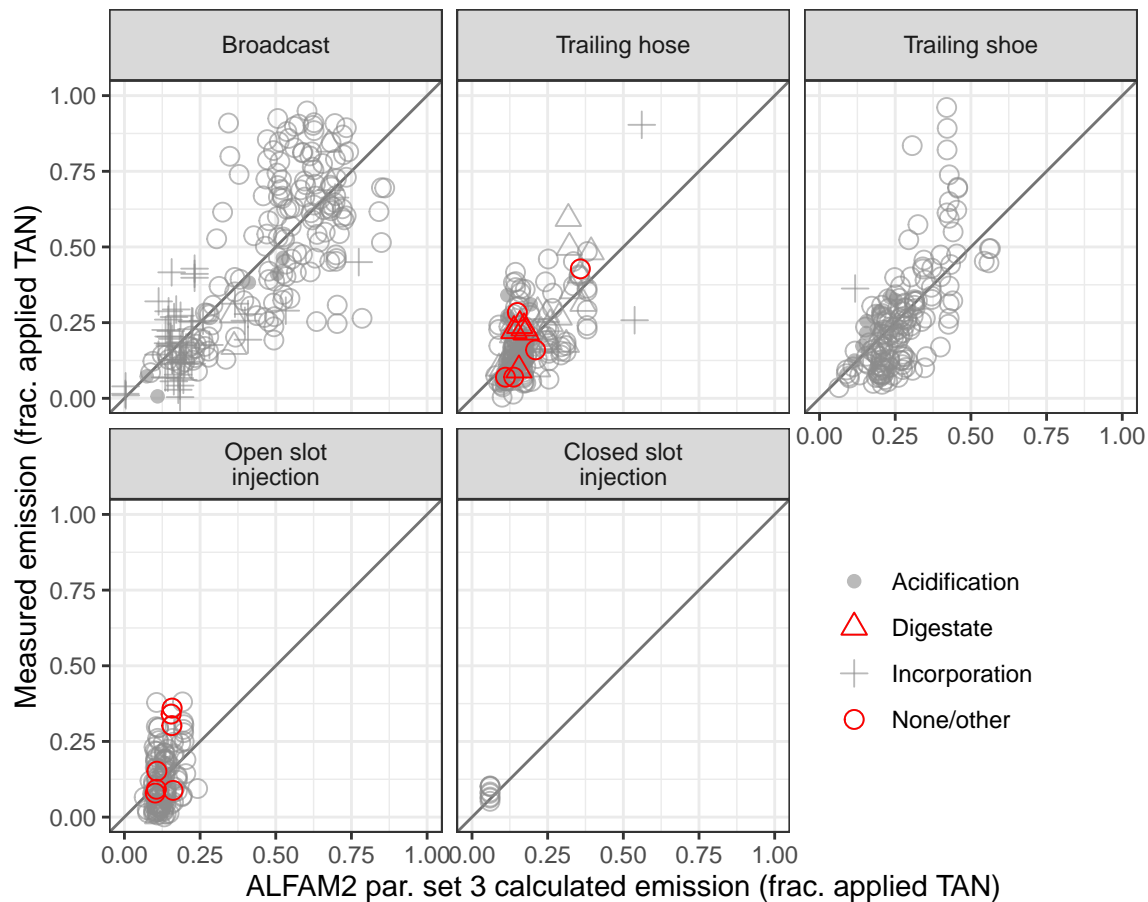 Broadcast
Trailing hose
Trailing shoe
1.00
0.75
0.50
0.25
0.00
0.00 0.25 0.50 0.75 1.00
Open slot
injection
Closed slot
injection
1.00
0.75
0.50
0.25
0.00
0.00 0.25 0.50 0.75 1.00
0.00 0.25 0.50 0.75 1.00
Measured emission (frac. applied TAN)
ALFAM2 par. set 3 calculated emission (frac. applied TAN)
Acidification
Digestate
Incorporation
None/other